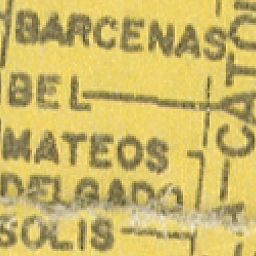 BARCENAS
BEL
MATEOS
DELGADO
SOLIS
CATO